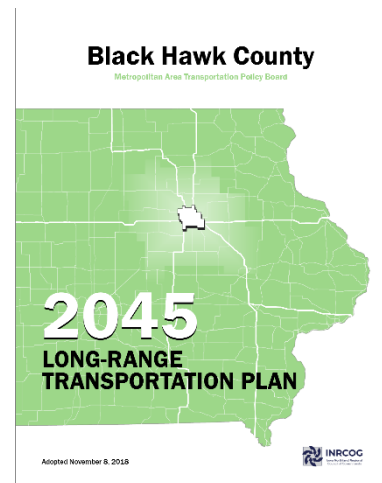 Black Hawk County
Metropolitan Area Transportation Policy Board
2045
LONG-RANGE
TRANSPORTATION PLAN
Adopted November 8, 2018
INRCOG